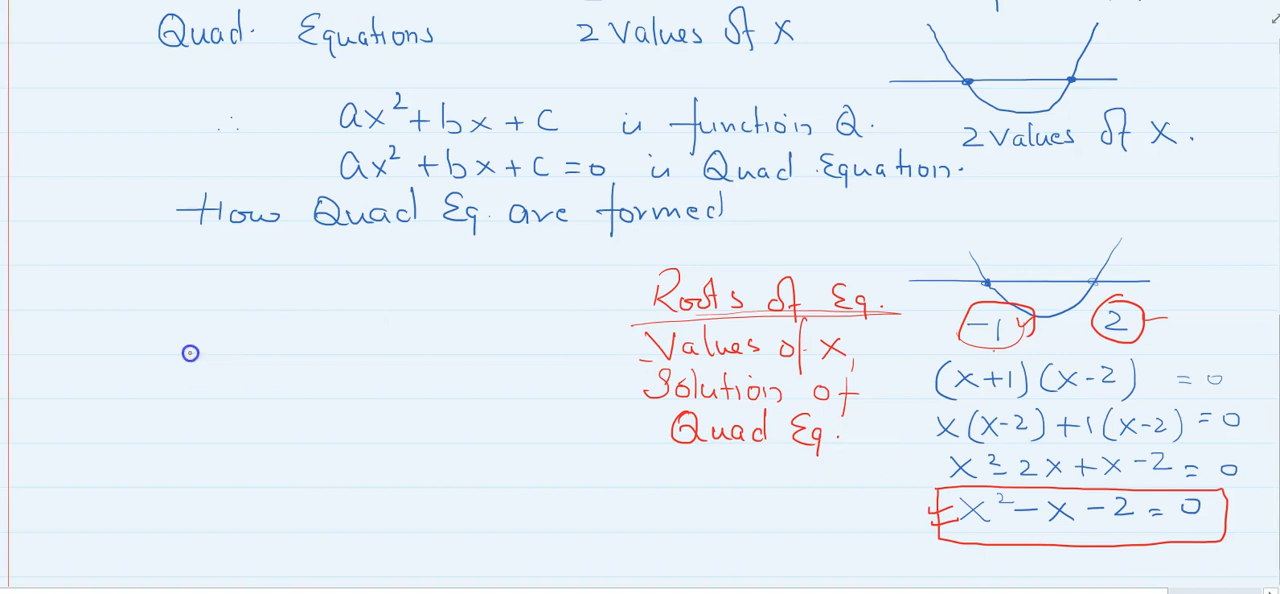 Quad. Equations 2 Values of X
∴ ax² + bx + c is function Q.
2 Values of X.
ax² + bx + c = 0 is Quad Equation.
How Quad Eq. are formed
Roots of Eq.
Values of x,
Solution of
Quad Eq.
-1 2
(x+1)(x-2) = 0
x(x-2)+1(x-2) = 0
x² - 2x + x - 2 = 0
x² - x - 2 = 0